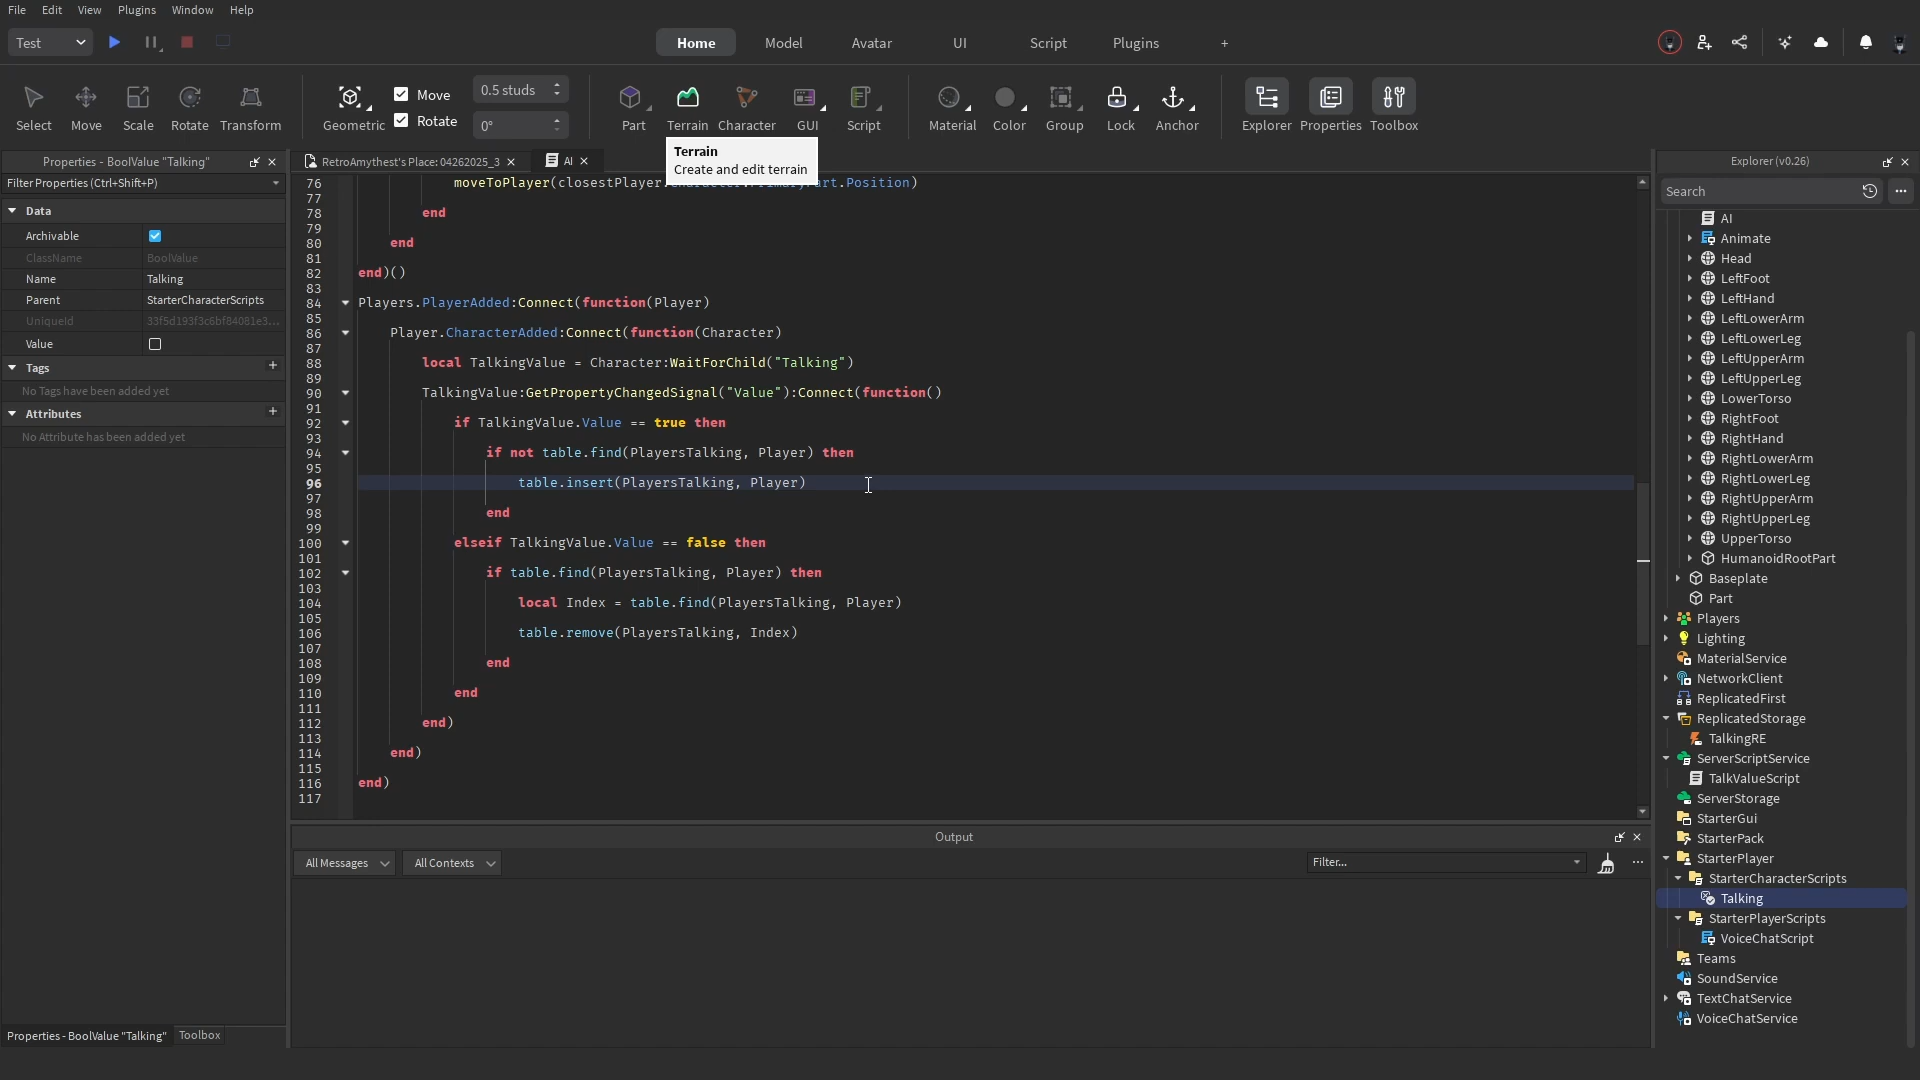 File Edit View Plugins Window Help
Test
Home Model Avatar UI Script Plugins +
Select Move Scale Rotate Transform
Geometric
Move 0.5 studs
Rotate 0°
Part Terrain Character GUI Script
Material Color Group Lock Anchor
Explorer Properties Toolbox
Terrain
Create and edit terrain
Properties - BoolValue "Talking"
Filter Properties (Ctrl+Shift+P)
Data
Archivable
ClassName BoolValue
Name Talking
Parent StarterCharacterScripts
UniqueId 33f5d193f3c6bf84081e3...
Value
Tags +
No Tags have been added yet
Attributes +
No Attribute has been added yet
Properties - BoolValue "Talking" Toolbox
RetroAmythest's Place: 04262025_3 AI
76 moveToPlayer(closestPlayer. .Position)
77
78 end
79
80 end
81
82 end)()
83
84 Players.PlayerAdded:Connect(function(Player)
85
86 Player.CharacterAdded:Connect(function(Character)
87
88 local TalkingValue = Character:WaitForChild("Talking")
89
90 TalkingValue:GetPropertyChangedSignal("Value"):Connect(function()
91
92 if TalkingValue.Value == true then
93
94 if not table.find(PlayersTalking, Player) then
95
96 table.insert(PlayersTalking, Player)
97
98 end
99
100 elseif TalkingValue.Value == false then
101
102 if table.find(PlayersTalking, Player) then
103
104 local Index = table.find(PlayersTalking, Player)
105
106 table.remove(PlayersTalking, Index)
107
108 end
109
110 end
111
112 end)
113
114 end)
115
116 end)
117
Output
All Messages All Contexts Filter...
Explorer (v0.26)
Search
AI
Animate
Head
LeftFoot
LeftHand
LeftLowerArm
LeftLowerLeg
LeftUpperArm
LeftUpperLeg
LowerTorso
RightFoot
RightHand
RightLowerArm
RightLowerLeg
RightUpperArm
RightUpperLeg
UpperTorso
HumanoidRootPart
Baseplate
Part
Players
Lighting
MaterialService
NetworkClient
ReplicatedFirst
ReplicatedStorage
TalkingRE
ServerScriptService
TalkValueScript
ServerStorage
StarterGui
StarterPack
StarterPlayer
StarterCharacterScripts
Talking
StarterPlayerScripts
VoiceChatScript
Teams
SoundService
TextChatService
VoiceChatService